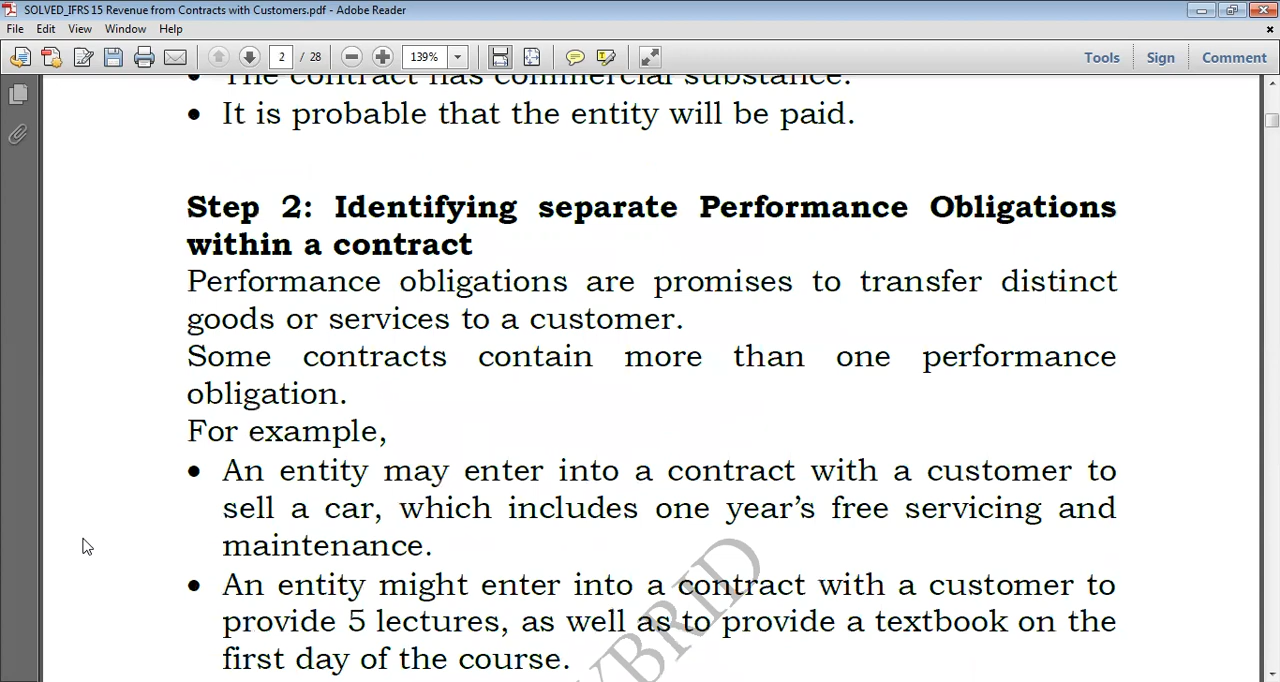 SOLVED_IFRS 15 Revenue from Contracts with Customers.pdf - Adobe Reader
File Edit View Window Help
2 / 28 139% Tools Sign Comment
• The contract has commercial substance.
• It is probable that the entity will be paid.
Step 2: Identifying separate Performance Obligations
within a contract
Performance obligations are promises to transfer distinct
goods or services to a customer.
Some contracts contain more than one performance
obligation.
For example,
• An entity may enter into a contract with a customer to
sell a car, which includes one year’s free servicing and
maintenance.
• An entity might enter into a contract with a customer to
provide 5 lectures, as well as to provide a textbook on the
first day of the course.